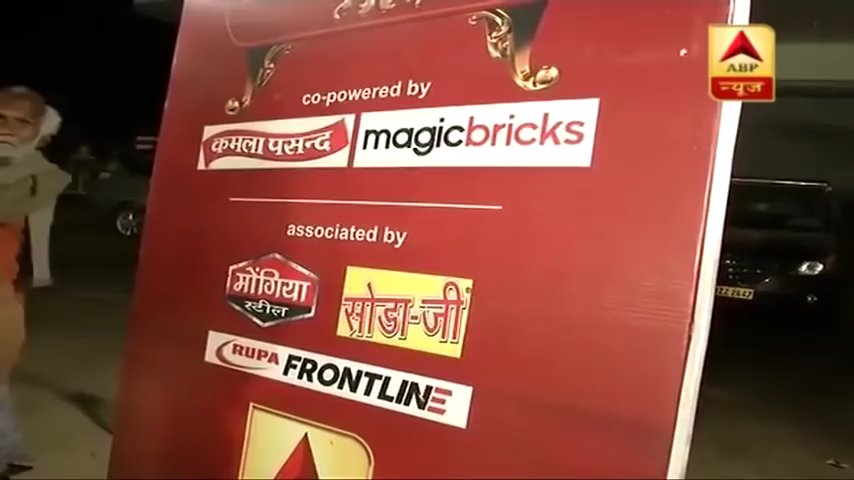 ABP
न्यूज़
co-powered by
कमला पसन्द
magicbricks
associated by
मोंगिया
स्टील
सोडा-जी
RUPA FRONTLINE